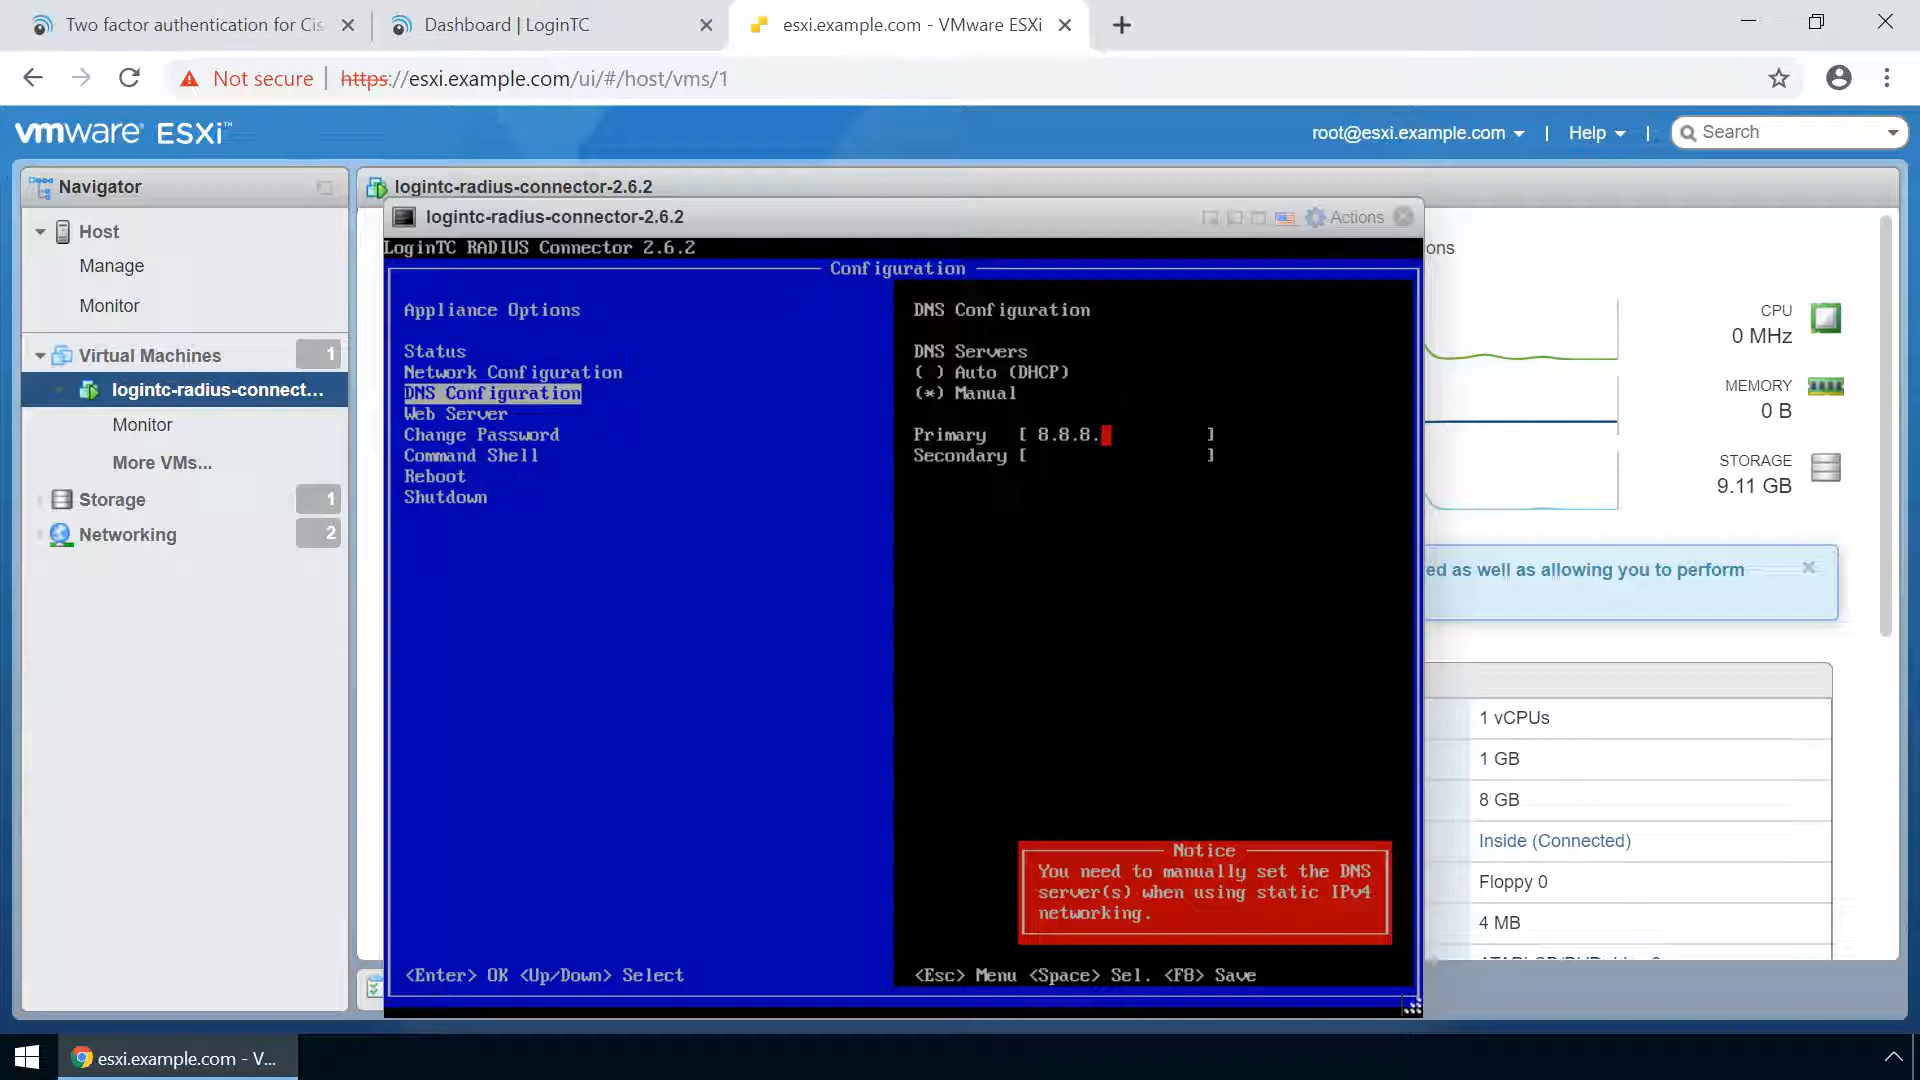 Two factor authentication for Cis
Dashboard | LoginTC
esxi.example.com - VMware ESXi
Not secure
https://esxi.example.com/ui/#/host/vms/1
vmware ESXi™
root@esxi.example.com
Help
Search
Navigator
Host
Manage
Monitor
Virtual Machines
1
logintc-radius-connect...
Monitor
More VMs...
Storage
1
Networking
2
logintc-radius-connector-2.6.2
logintc-radius-connector-2.6.2
Actions
LoginTC RADIUS Connector 2.6.2
Configuration
Appliance Options
Status
Network Configuration
DNS Configuration
Web Server
Change Password
Command Shell
Reboot
Shutdown
<Enter> OK <Up/Down> Select
DNS Configuration
DNS Servers
( ) Auto (DHCP)
(*) Manual
Primary [ 8.8.8. ]
Secondary [ ]
Notice
You need to manually set the DNS
server(s) when using static IPv4
networking.
<Esc> Menu <Space> Sel. <F8> Save
ons
CPU
0 MHz
MEMORY
0 B
STORAGE
9.11 GB
ed as well as allowing you to perform
1 vCPUs
1 GB
8 GB
Inside (Connected)
Floppy 0
4 MB
esxi.example.com - V...